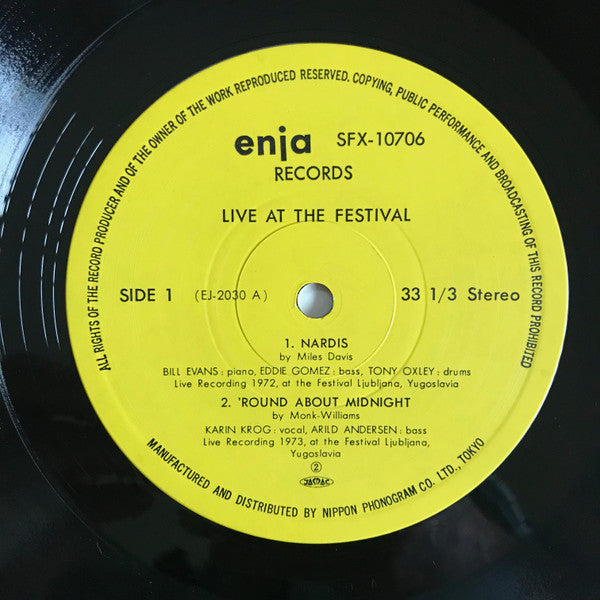 ALL RIGHTS OF THE RECORD PRODUCER AND OF THE OWNER OF THE WORK REPRODUCED RESERVED. COPYING, PUBLIC PERFORMANCE AND BROADCASTING OF THIS RECORD PROHIBITED
enja SFX-10706
RECORDS
LIVE AT THE FESTIVAL
SIDE 1 (EJ-2030 A) 33 1/3 Stereo
1. NARDIS
by Miles Davis
BILL EVANS : piano, EDDIE GOMEZ : bass, TONY OXLEY : drums
Live Recording 1972, at the Festival Ljubljana, Yugoslavia
2. 'ROUND ABOUT MIDNIGHT
by Monk-Williams
KARIN KROG : vocal, ARILD ANDERSEN : bass
Live Recording 1973, at the Festival Ljubljana,
Yugoslavia
②
JASRAC
MANUFACTURED AND DISTRIBUTED BY NIPPON PHONOGRAM CO. LTD., TOKYO